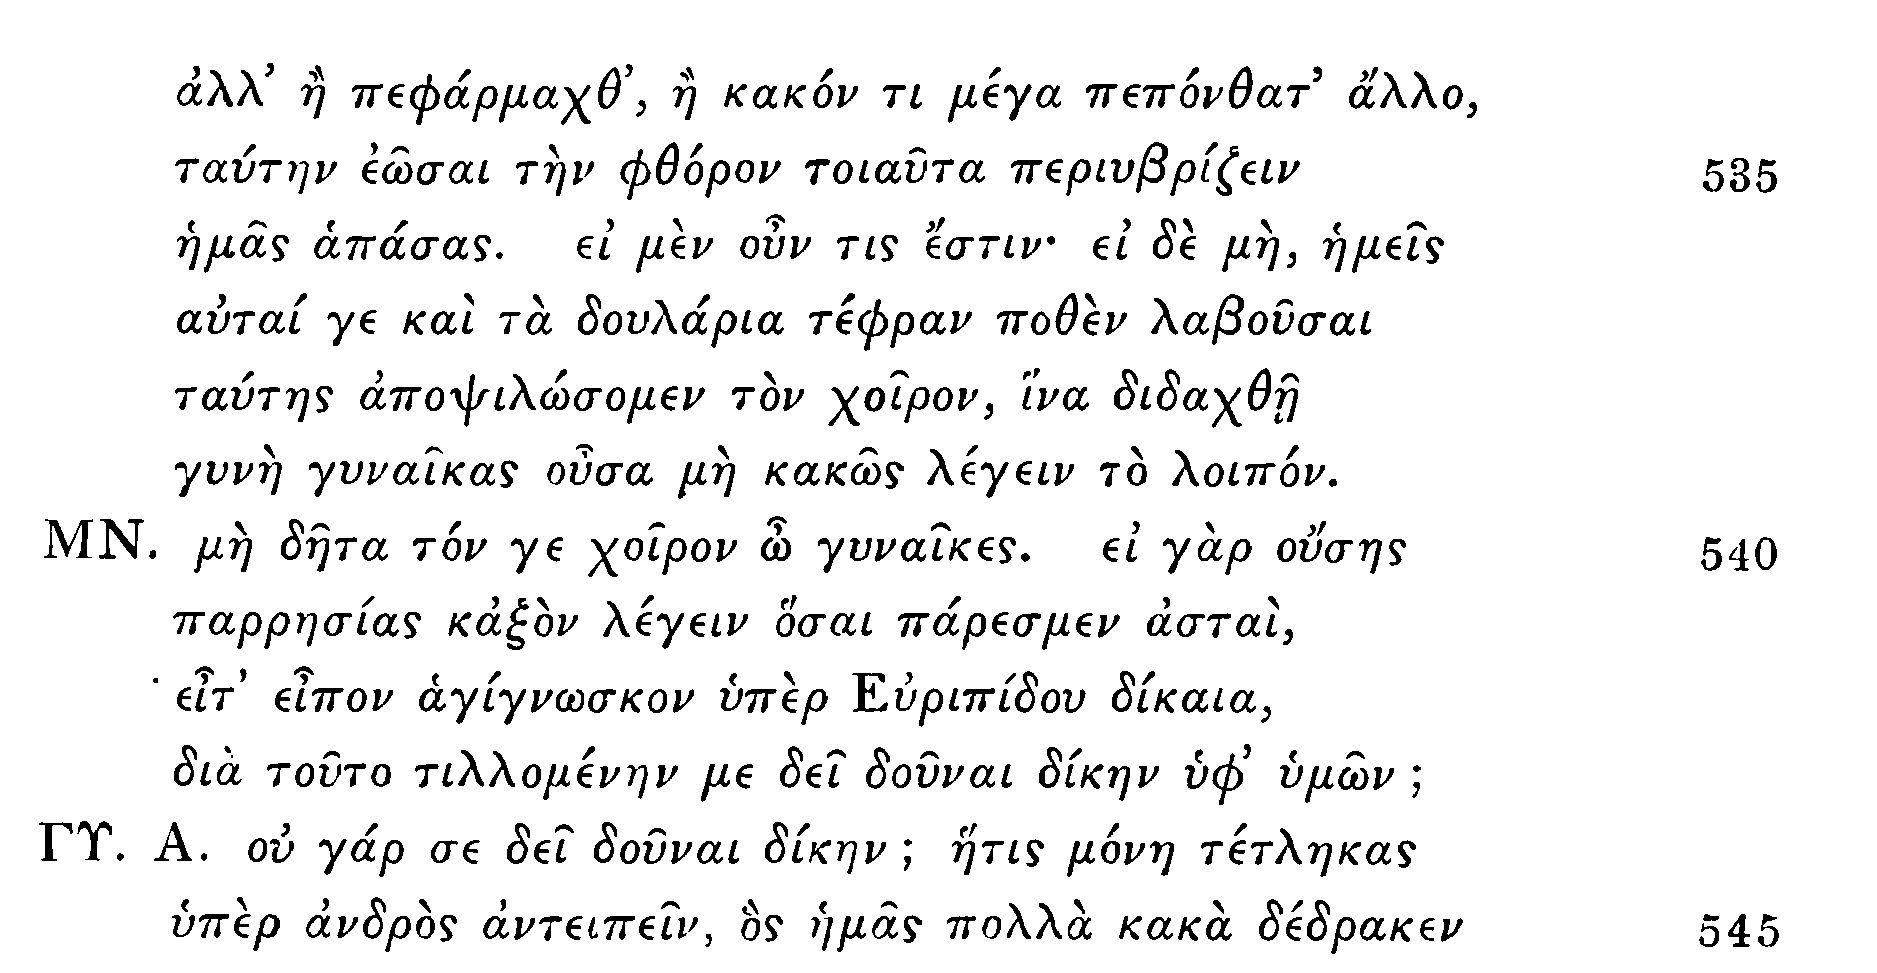 ἀλλ’ ἢ πεφάρμαχθ’, ἢ κακόν τι μέγα πεπόνθατ’ ἄλλο,
ταύτην ἐῶσαι τὴν φθόρον τοιαῦτα περιυβρίζειν 535
ἡμᾶς ἁπάσας. εἰ μὲν οὖν τις ἔστιν· εἰ δὲ μὴ, ἡμεῖς
αὐταί γε καὶ τὰ δουλάρια τέφραν ποθὲν λαβοῦσαι
ταύτης ἀποψιλώσομεν τὸν χοῖρον, ἵνα διδαχθῇ
γυνὴ γυναῖκας οὖσα μὴ κακῶς λέγειν τὸ λοιπόν.
ΜΝ. μὴ δῆτα τόν γε χοῖρον ὦ γυναῖκες. εἰ γὰρ οὔσης 540
παρρησίας κἀξὸν λέγειν ὅσαι πάρεσμεν ἀσταὶ,
εἶτ’ εἶπον ἁγίγνωσκον ὑπὲρ Εὐριπίδου δίκαια,
διὰ τοῦτο τιλλομένην με δεῖ δοῦναι δίκην ὑφ’ ὑμῶν ;
ΓΥ. Α. οὐ γάρ σε δεῖ δοῦναι δίκην ; ἥτις μόνη τέτληκας
ὑπὲρ ἀνδρὸς ἀντειπεῖν, ὃς ἡμᾶς πολλὰ κακὰ δέδρακεν 545